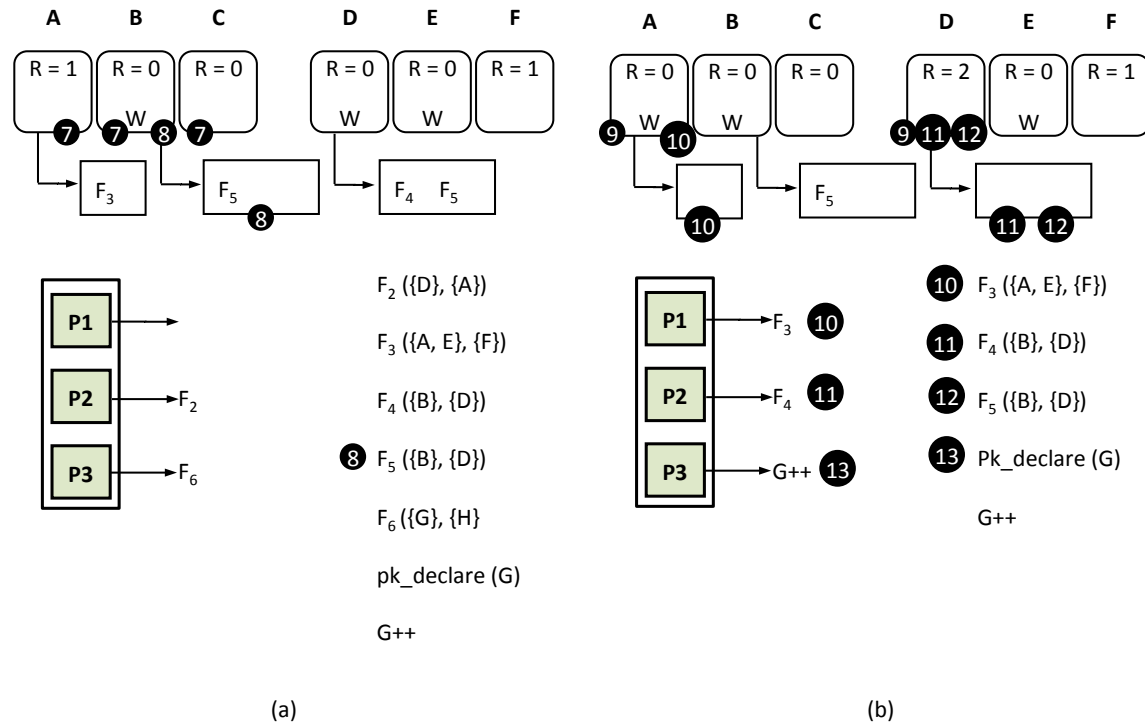 A B C D E F
R = 1 R = 0 R = 0 R = 0 R = 0 R = 1
W W W
7 7 8 7
F3 F5 F4 F5
8
F2 ({D}, {A})
P1
F3 ({A, E}, {F})
P2 F2
F4 ({B}, {D})
8 F5 ({B}, {D})
P3 F6
F6 ({G}, {H}
pk_declare (G)
G++
(a)
A B C D E F
R = 0 R = 0 R = 0 R = 2 R = 0 R = 1
W W W
9 10 9 11 12
F5
10 11 12
10 F3 ({A, E}, {F})
P1 F3 10
11 F4 ({B}, {D})
P2 F4 11
12 F5 ({B}, {D})
13 Pk_declare (G)
P3 G++ 13
G++
(b)